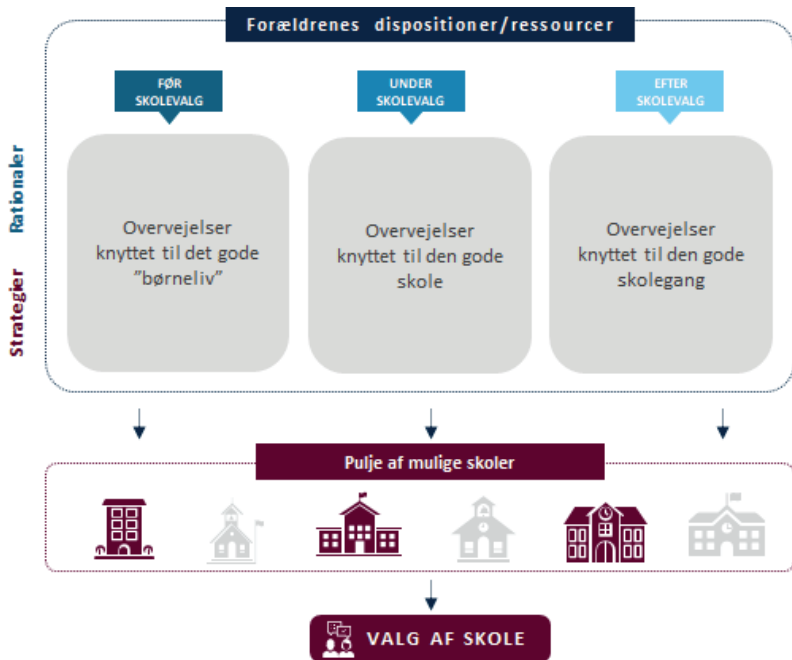 Forældrenes dispositioner/ressourcer
FØR
SKOLEVALG
UNDER
SKOLEVALG
EFTER
SKOLEVALG
Rationaler
Strategier
Overvejelser
knyttet til det gode
”børneliv”
Overvejelser
knyttet til den gode
skole
Overvejelser
knyttet til den gode
skolegang
Pulje af mulige skoler
VALG AF SKOLE